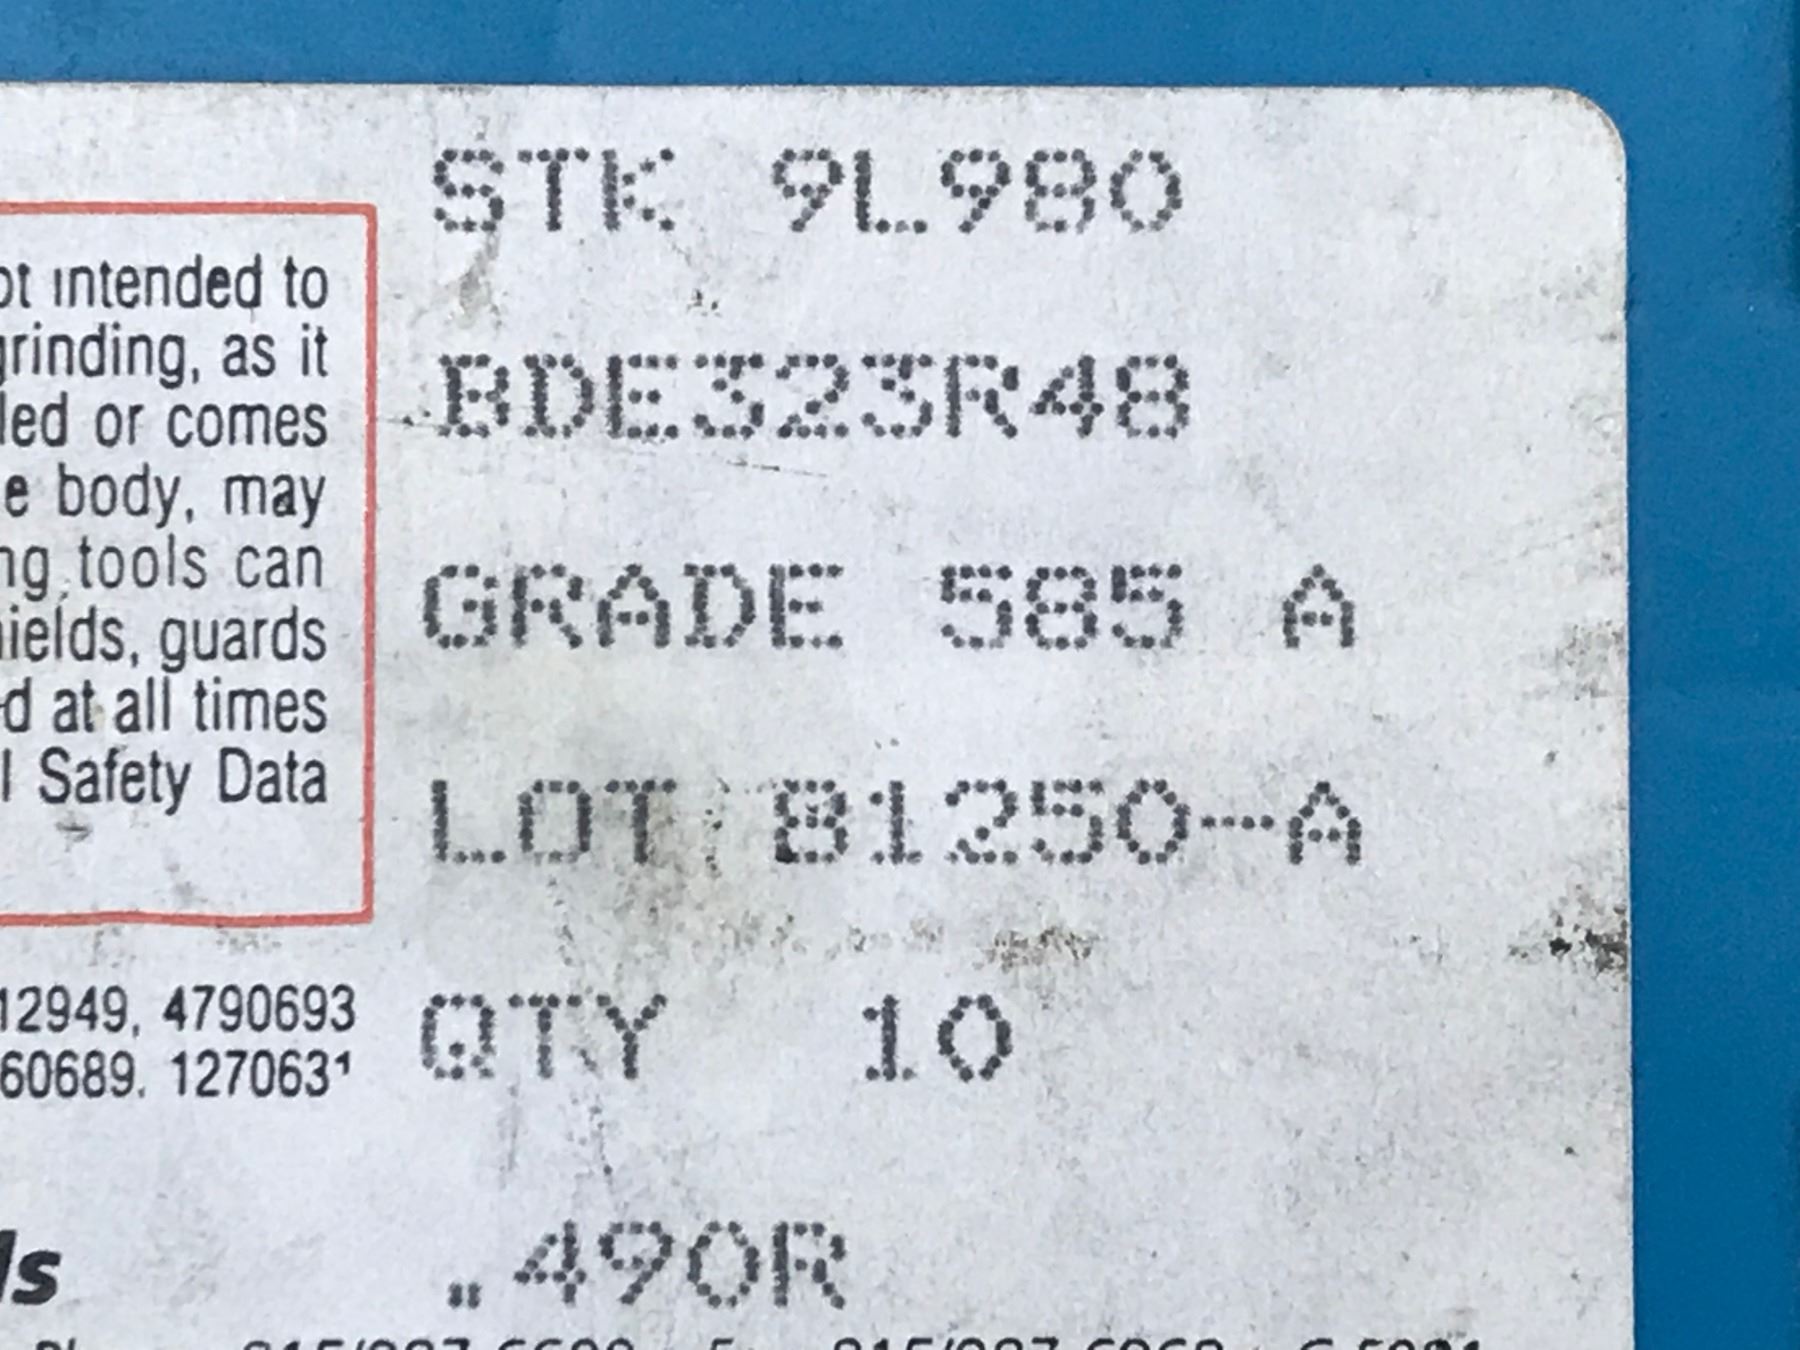 STK 9L980
ot intended to
grinding, as it
BDE323R48
led or comes
e body, may
ng tools can
GRADE 585 A
hields, guards
d at all times
l Safety Data
LOT B1250-A
12949, 4790693
QTY 10
60689. 1270631
ls
.490R